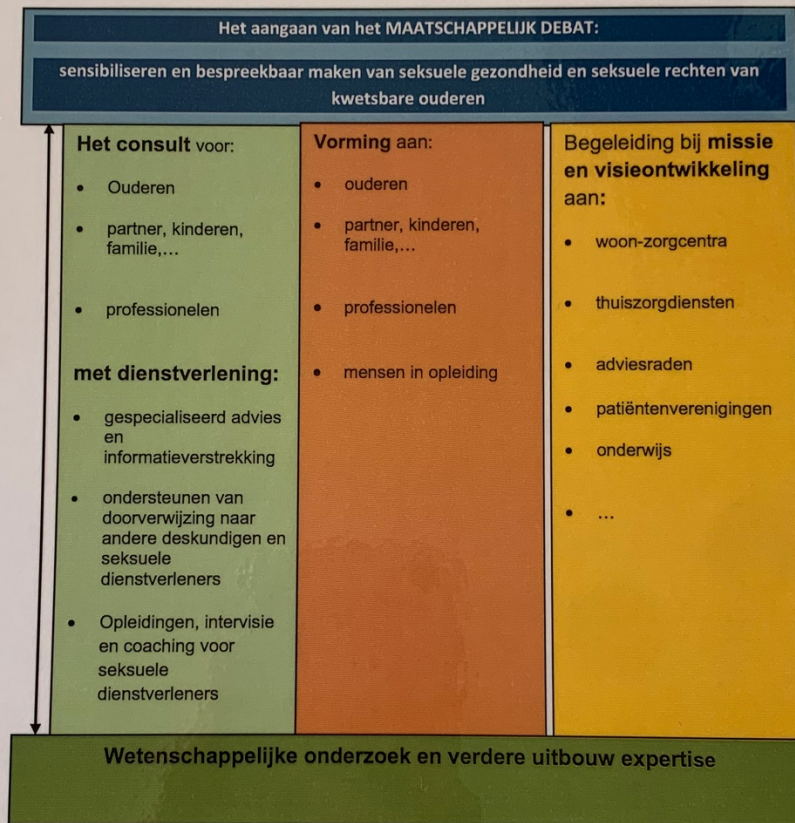 Het aangaan van het MAATSCHAPPELIJK DEBAT:
sensibiliseren en bespreekbaar maken van seksuele gezondheid en seksuele rechten van
kwetsbare ouderen
Het consult voor:
• Ouderen
• partner, kinderen,
familie,...
• professionelen
met dienstverlening:
• gespecialiseerd advies
en
informatieverstrekking
• ondersteunen van
doorverwijzing naar
andere deskundigen en
seksuele
dienstverleners
• Opleidingen, intervisie
en coaching voor
seksuele
dienstverleners
Vorming aan:
• ouderen
• partner, kinderen,
familie,...
• professionelen
• mensen in opleiding
Begeleiding bij missie
en visieontwikkeling
aan:
• woon-zorgcentra
• thuiszorgdiensten
• adviesraden
• patiëntenverenigingen
• onderwijs
• ...
Wetenschappelijke onderzoek en verdere uitbouw expertise